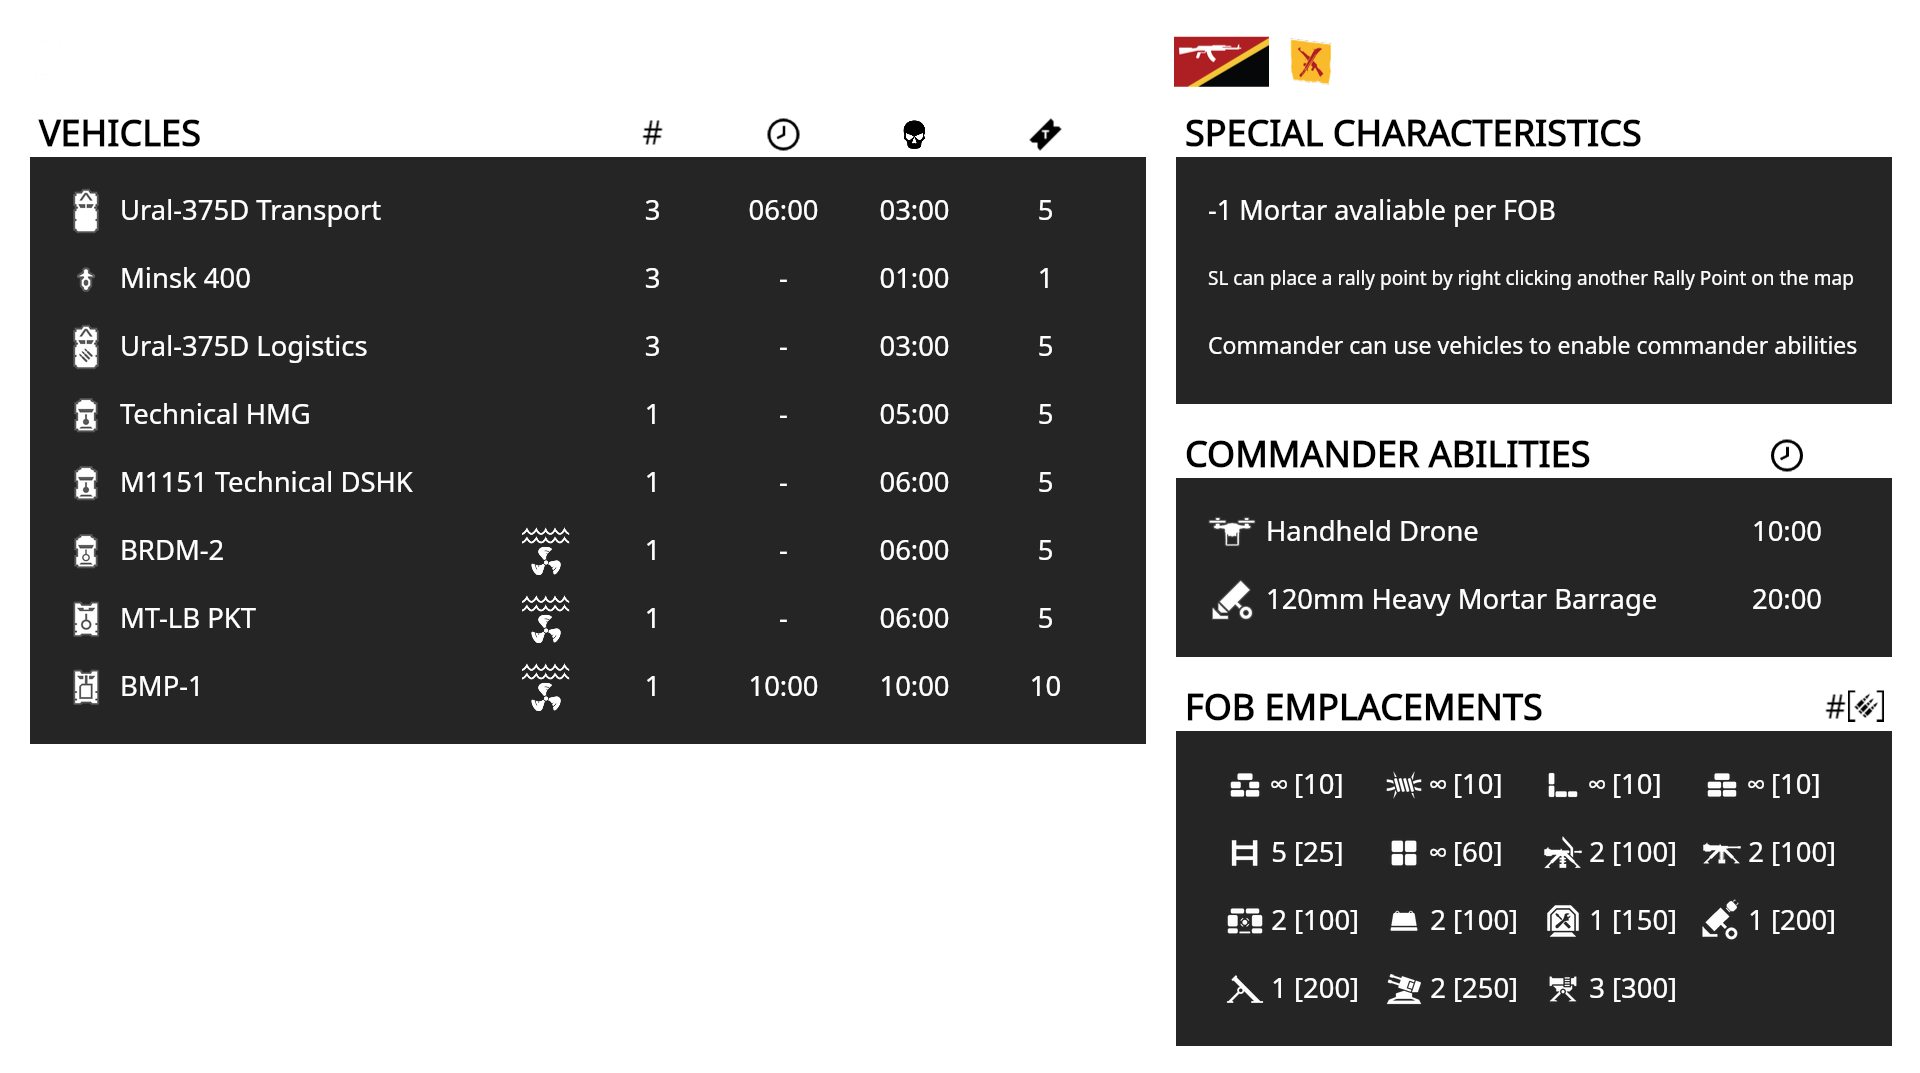 VEHICLES #
Ural-375D Transport 3 06:00 03:00 5
Minsk 400 3 - 01:00 1
Ural-375D Logistics 3 - 03:00 5
Technical HMG 1 - 05:00 5
M1151 Technical DSHK 1 - 06:00 5
BRDM-2 1 - 06:00 5
MT-LB PKT 1 - 06:00 5
BMP-1 1 10:00 10:00 10
SPECIAL CHARACTERISTICS
-1 Mortar avaliable per FOB
SL can place a rally point by right clicking another Rally Point on the map
Commander can use vehicles to enable commander abilities
COMMANDER ABILITIES
Handheld Drone 10:00
120mm Heavy Mortar Barrage 20:00
FOB EMPLACEMENTS #[]
∞ [10] ∞ [10] ∞ [10] ∞ [10]
5 [25] ∞ [60] 2 [100] 2 [100]
2 [100] 2 [100] 1 [150] 1 [200]
1 [200] 2 [250] 3 [300]